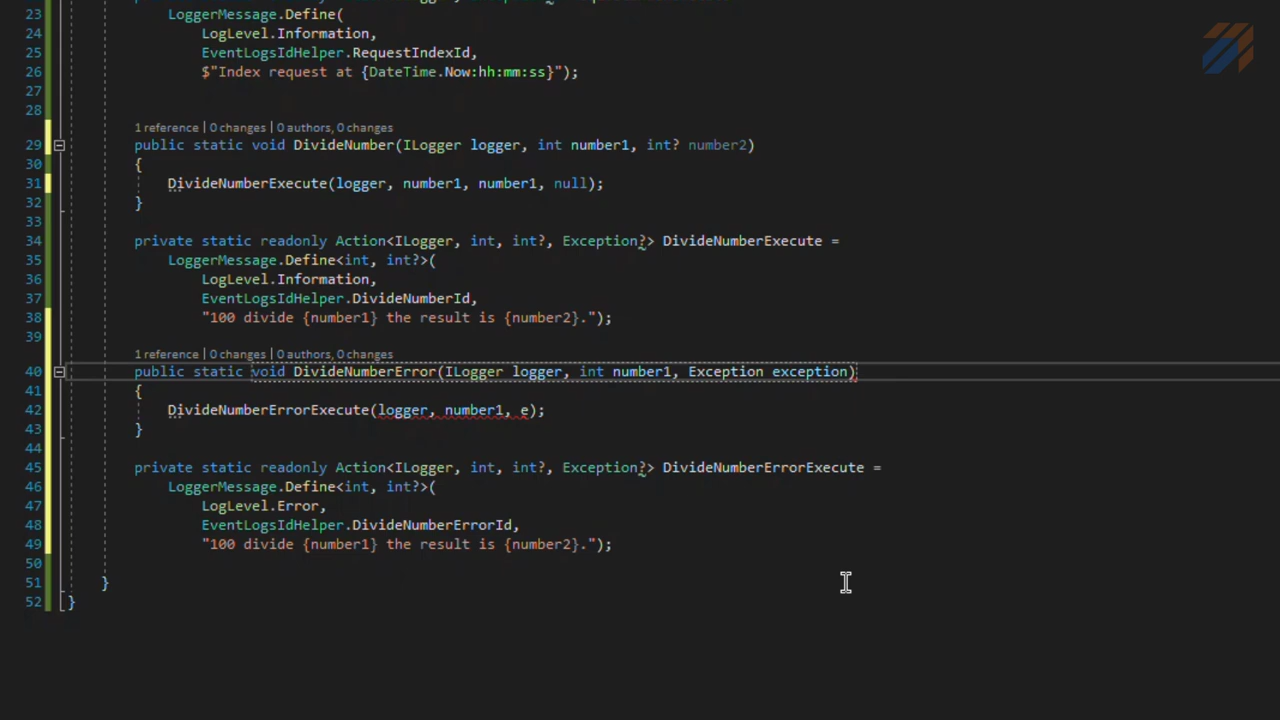 23 LoggerMessage.Define(
24 LogLevel.Information,
25 EventLogsIdHelper.RequestIndexId,
26 $"Index request at {DateTime.Now:hh:mm:ss}");
27
28
1 reference | 0 changes | 0 authors, 0 changes
29 public static void DivideNumber(ILogger logger, int number1, int? number2)
30 {
31 DivideNumberExecute(logger, number1, number1, null);
32 }
33
34 private static readonly Action<ILogger, int, int?, Exception?> DivideNumberExecute =
35 LoggerMessage.Define<int, int?>(
36 LogLevel.Information,
37 EventLogsIdHelper.DivideNumberId,
38 "100 divide {number1} the result is {number2}.");
39
1 reference | 0 changes | 0 authors, 0 changes
40 public static void DivideNumberError(ILogger logger, int number1, Exception exception)
41 {
42 DivideNumberErrorExecute(logger, number1, e);
43 }
44
45 private static readonly Action<ILogger, int, int?, Exception?> DivideNumberErrorExecute =
46 LoggerMessage.Define<int, int?>(
47 LogLevel.Error,
48 EventLogsIdHelper.DivideNumberErrorId,
49 "100 divide {number1} the result is {number2}.");
50
51 }
52 }